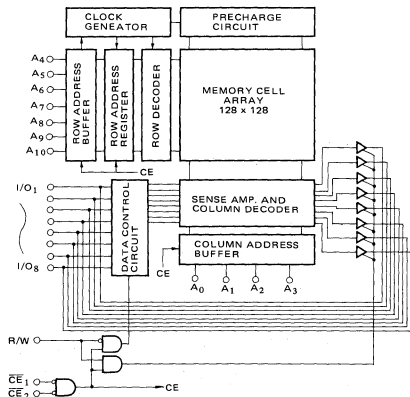 CLOCK
GENEATOR
PRECHARGE
CIRCUIT
A4
A5
A6
A7
A8
A9
A10
ROW ADDRESS
BUFFER
ROW ADDRESS
REGISTER
ROW DECODER
MEMORY CELL
ARRAY
128 × 128
CE
I/O1
I/O8
DATA CONTROL
CIRCUIT
SENSE AMP. AND
COLUMN DECODER
COLUMN ADDRESS
BUFFER
CE
A0 A1 A2 A3
R/W
CE1
CE2
CE